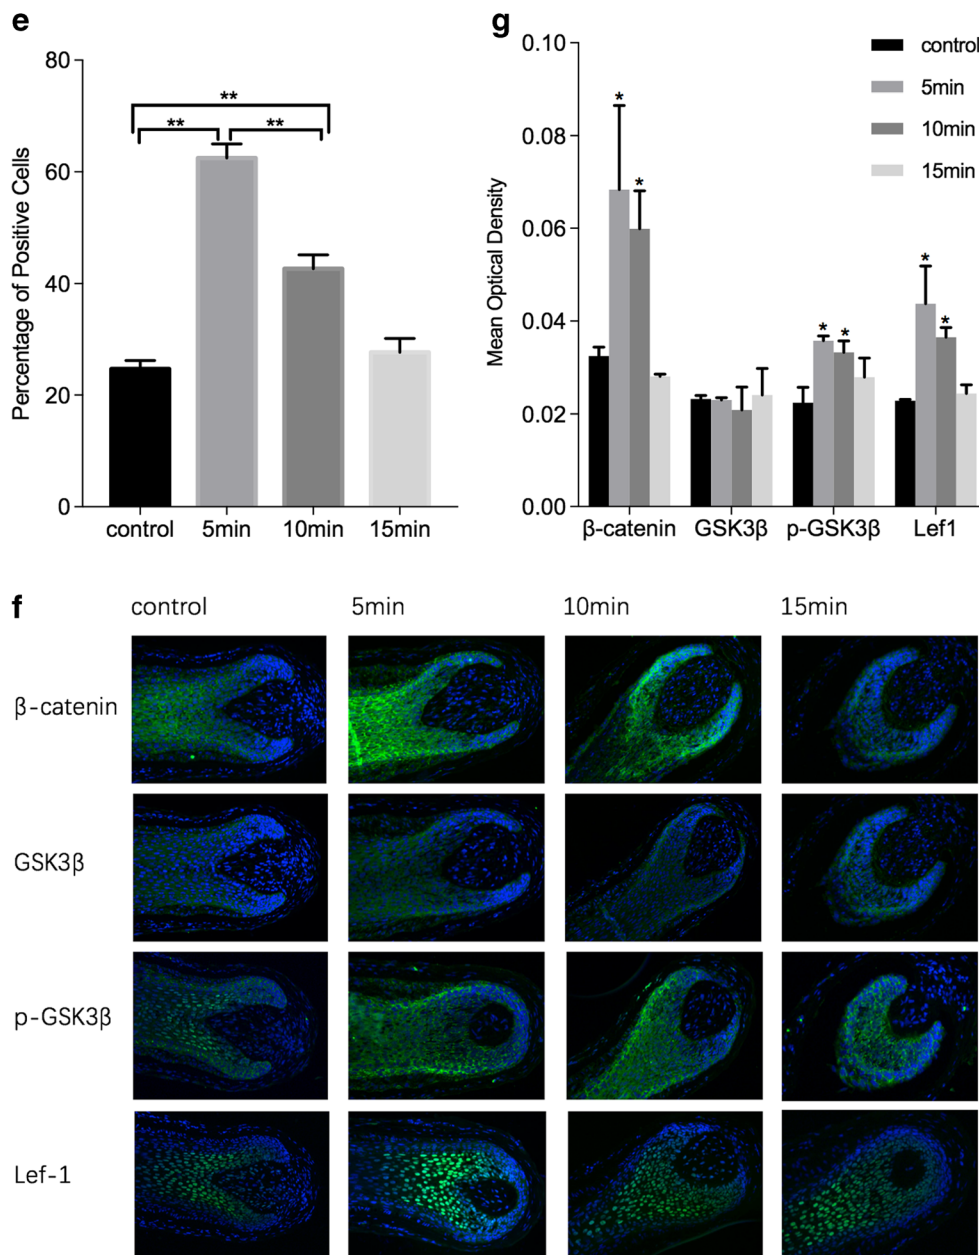 e
80
60
40
20
0
Percentage of Positive Cells
**
** **
control 5min 10min 15min
g
0.10
0.08
0.06
0.04
0.02
0.00
Mean Optical Density
control
5min
10min
15min
* *
* *
* *
β-catenin GSK3β p-GSK3β Lef1
f
control 5min 10min 15min
β-catenin
GSK3β
p-GSK3β
Lef-1